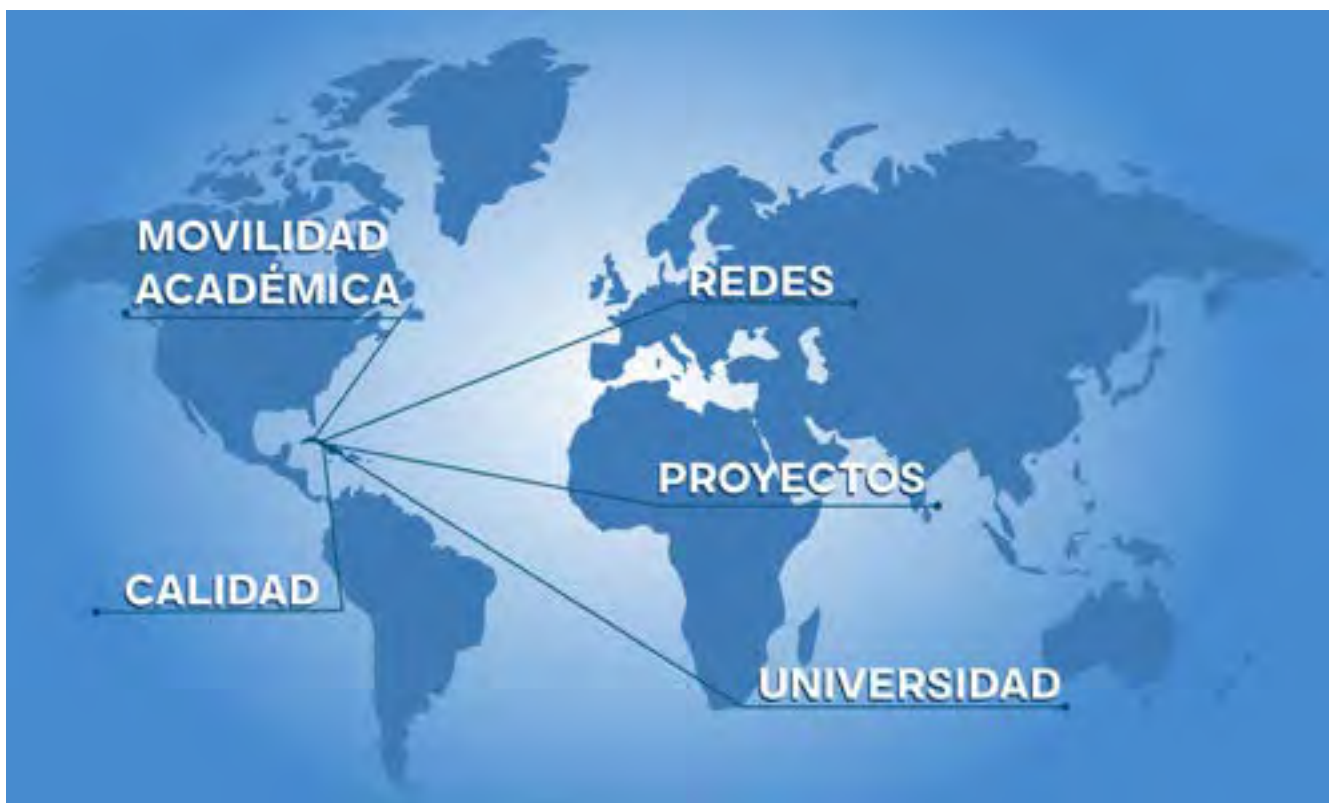 MOVILIDAD
ACADÉMICA
REDES
PROYECTOS
CALIDAD
UNIVERSIDAD